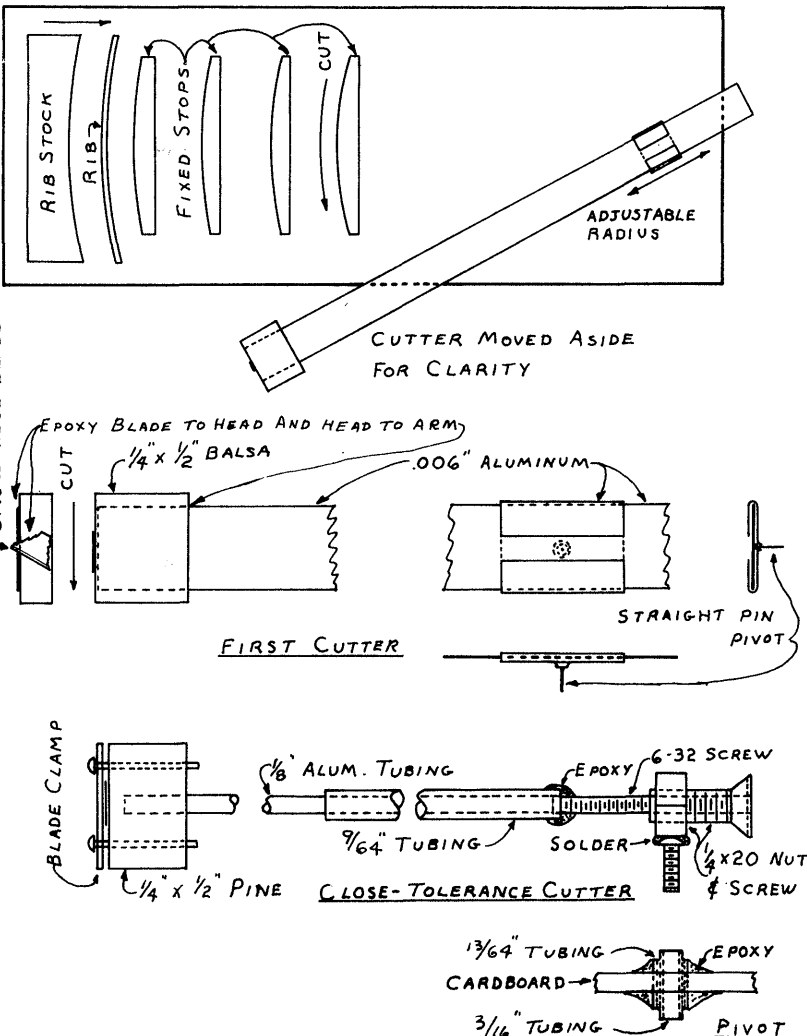 RIB STOCK
RIB
FIXED STOPS
CUT
ADJUSTABLE
RADIUS
CUTTER MOVED ASIDE
FOR CLARITY
EPOXY BLADE TO HEAD AND HEAD TO ARM
1/4" x 1/2" BALSA
.006" ALUMINUM
CUT
STRAIGHT PIN
PIVOT
FIRST CUTTER
BLADE CLAMP
1/8" ALUM. TUBING
EPOXY
6-32 SCREW
9/64" TUBING
SOLDER
1/4 x 20 NUT
& SCREW
1/4" x 1/2" PINE
CLOSE-TOLERANCE CUTTER
13/64" TUBING
EPOXY
CARDBOARD
3/16" TUBING
PIVOT